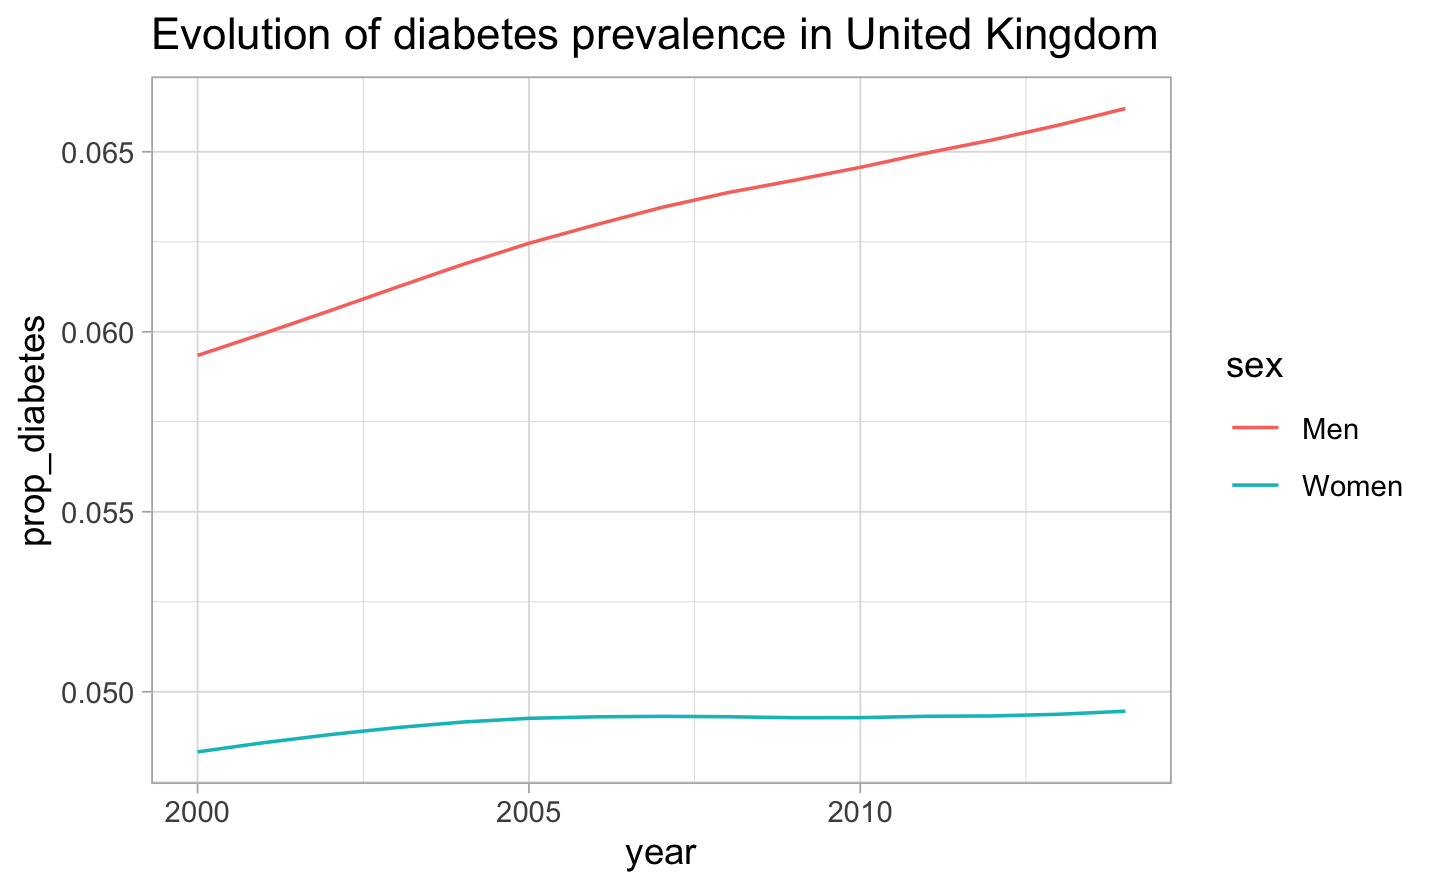 Evolution of diabetes prevalence in United Kingdom
0.065
0.060
0.055
0.050
prop_diabetes
2000 2005 2010
year
sex
Men
Women